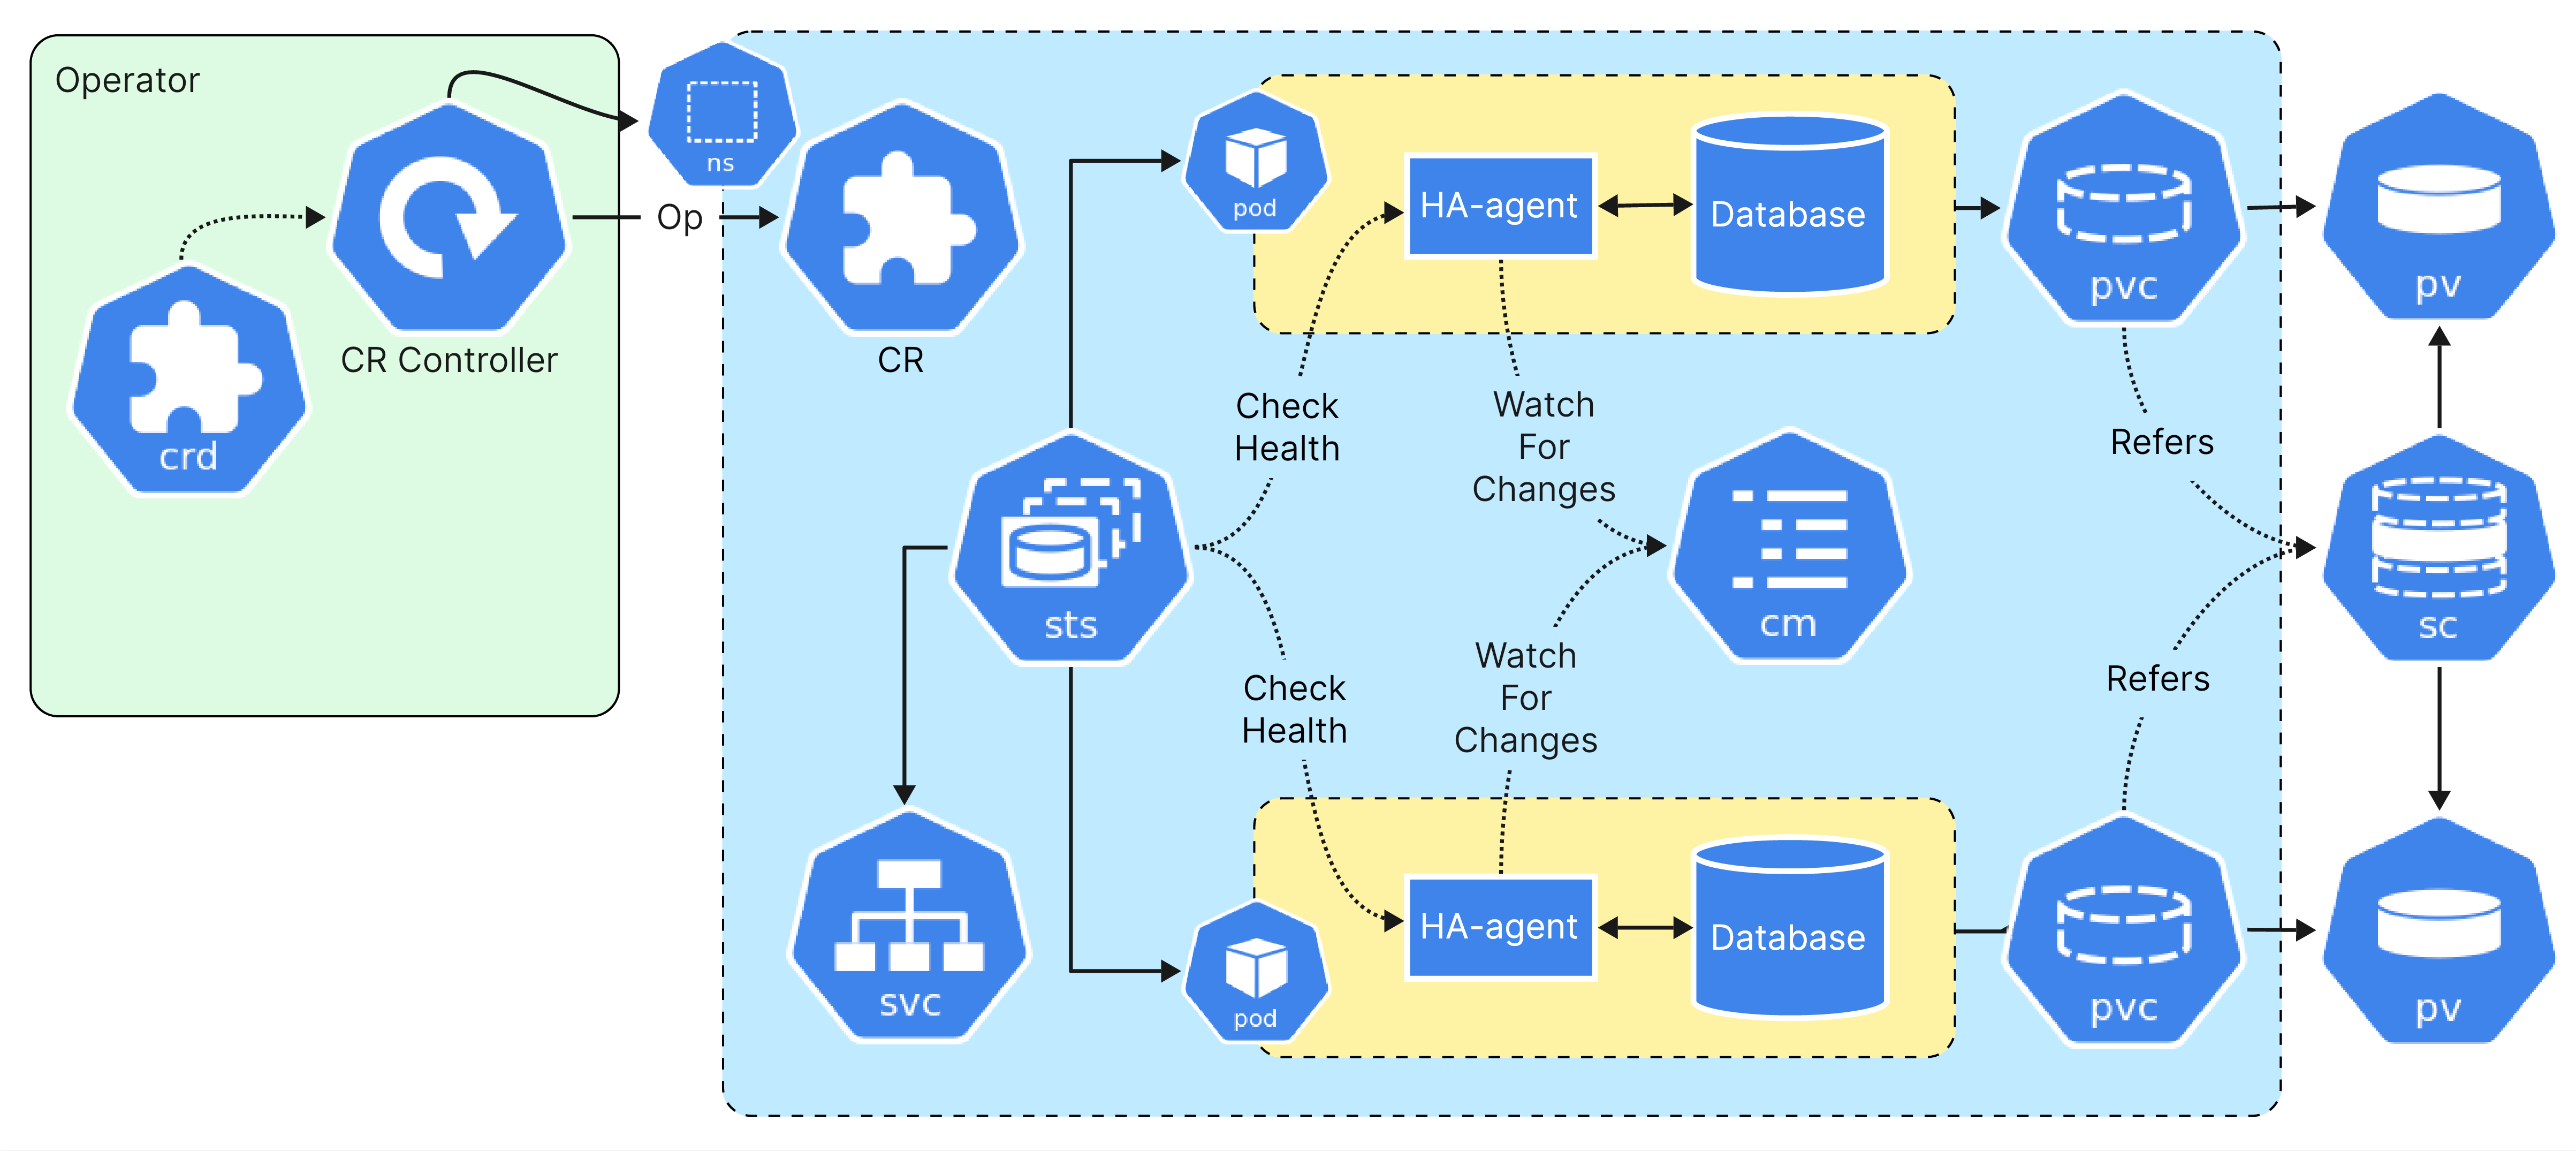 Operator
ns
Op
CR Controller
crd
CR
pod
HA-agent
Database
pvc
pv
Check
Health
Watch
For
Changes
Refers
sts
cm
sc
Check
Health
Watch
For
Changes
Refers
svc
pod
HA-agent
Database
pvc
pv